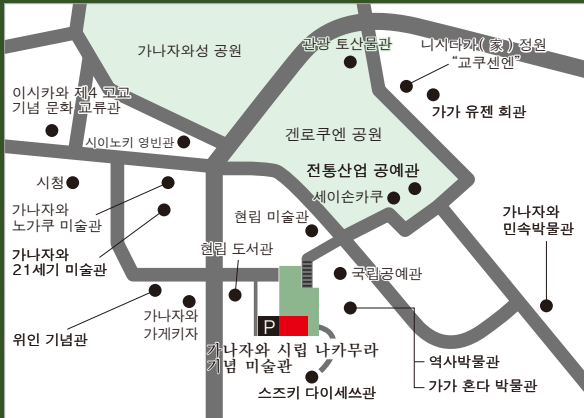 가나자와성 공원
관광 토산물관
니시다가( 家 ) 정원
“교쿠센엔”
이시카와 제4 고교
기념 문화 교류관
가가 유젠 회관
시이노키 영빈관
겐로쿠엔 공원
전통산업 공예관
시청
세이손카쿠
가나자와
노가쿠 미술관
현립 미술관
가나자와
민속박물관
가나자와
21세기 미술관
현립 도서관
국립공예관
위인 기념관
가나자와
가게키자
P
가나자와 시립 나카무라
기념 미술관
역사박물관
가가 혼다 박물관
스즈키 다이세쓰관